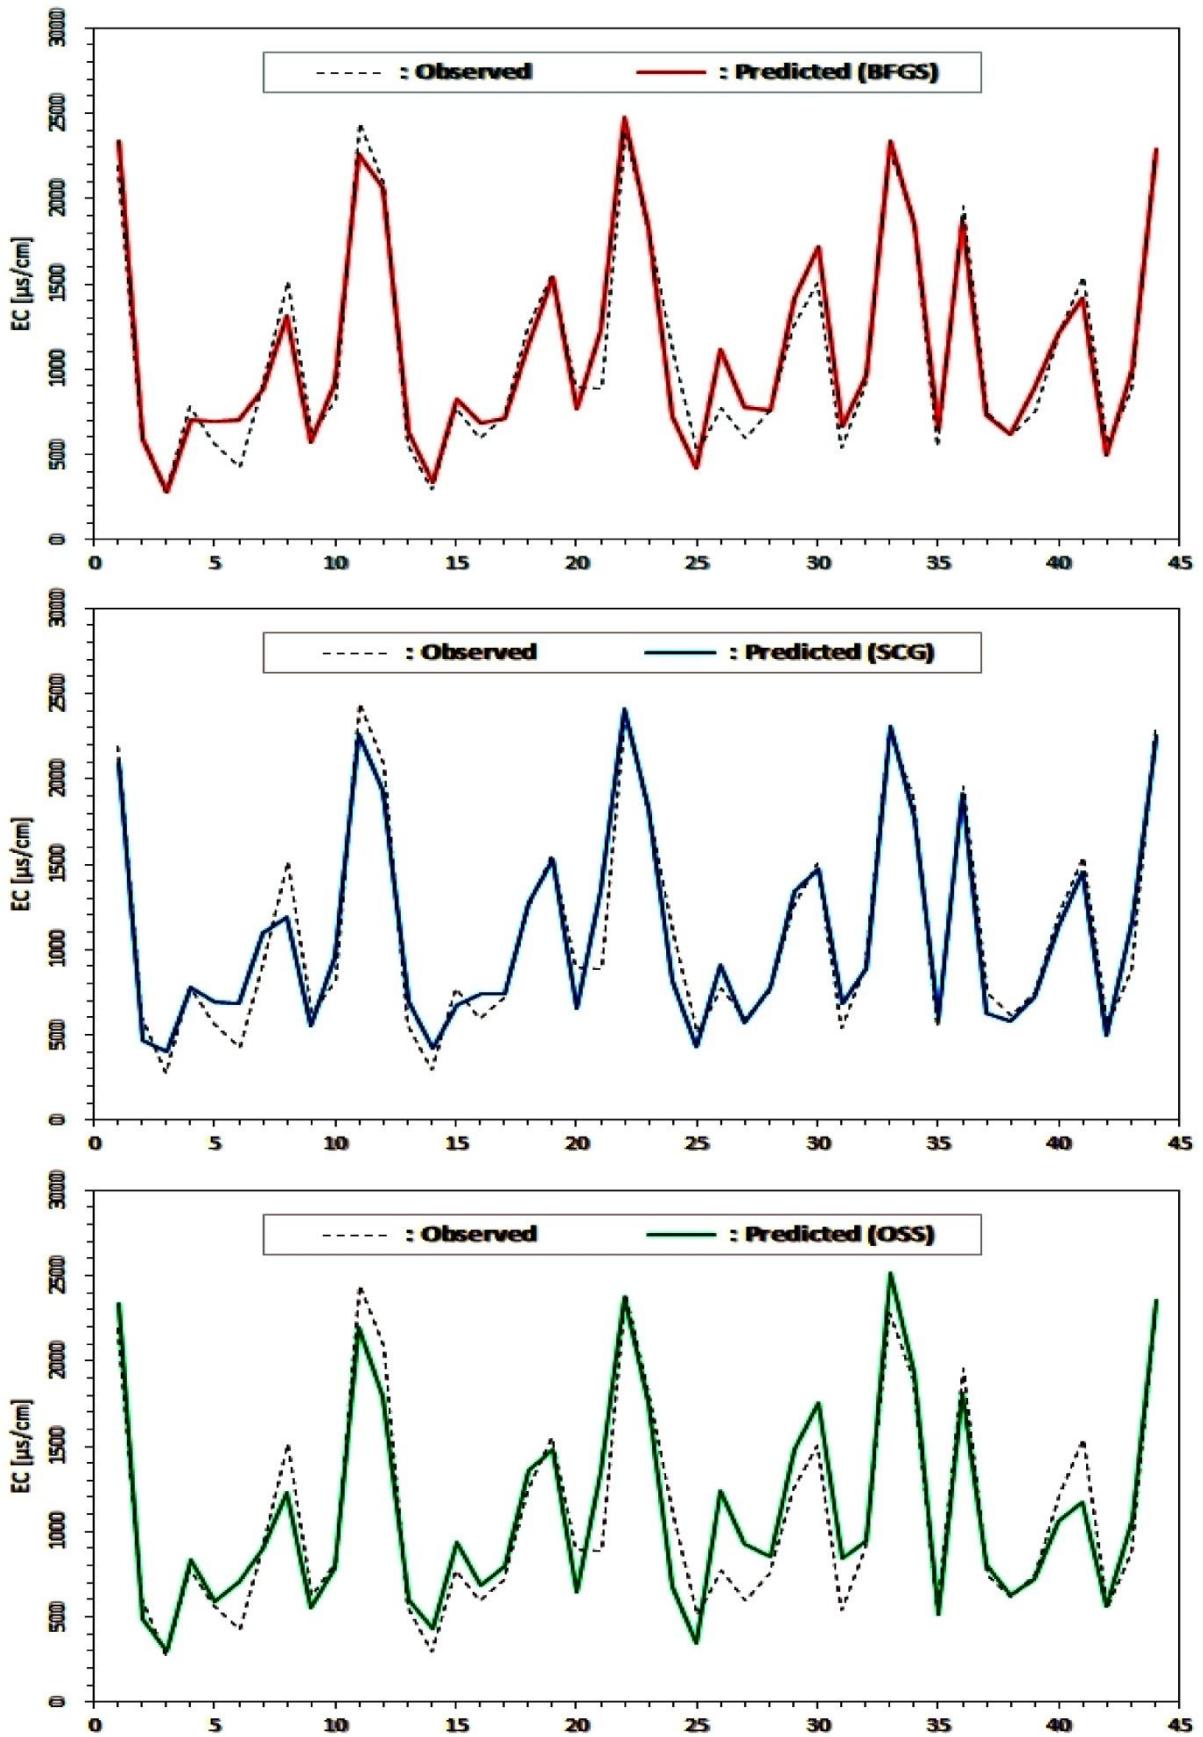 : Observed : Predicted (BFGS)
EC [µs/cm]
3000
2500
2000
1500
1000
500
0
0 5 10 15 20 25 30 35 40 45
: Observed : Predicted (SCG)
EC [µs/cm]
3000
2500
2000
1500
1000
500
0
0 5 10 15 20 25 30 35 40 45
: Observed : Predicted (OSS)
EC [µs/cm]
3000
2500
2000
1500
1000
500
0
0 5 10 15 20 25 30 35 40 45